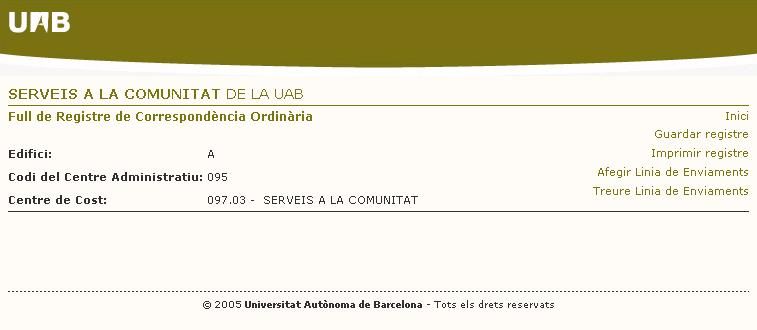 UAB
SERVEIS A LA COMUNITAT DE LA UAB
Full de Registre de Correspondència Ordinària
Inici
Guardar registre
Imprimir registre
Afegir Linia de Enviaments
Treure Linia de Enviaments
Edifici: A
Codi del Centre Administratiu: 095
Centre de Cost: 097.03 - SERVEIS A LA COMUNITAT
© 2005 Universitat Autònoma de Barcelona - Tots els drets reservats